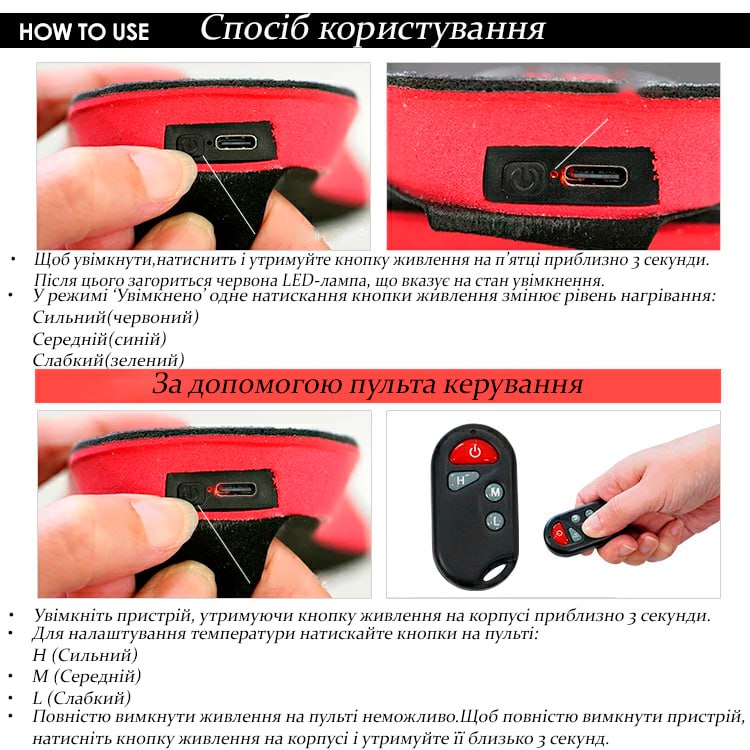 HOW TO USE Спосіб користування
• Щоб увімкнути,натиснить і утримуйте кнопку живлення на п'ятці приблизно 3 секунди.
Після цього загориться червона LED-лампа, що вказує на стан увімкнення.
• У режимі 'Увімкнено' одне натискання кнопки живлення змінює рівень нагрівання:
Сильний(червоний)
Середній(синій)
Слабкий(зелений)
За допомогою пульта керування
H
M
L
• Увімкніть пристрій, утримуючи кнопку живлення на корпусі приблизно 3 секунди.
• Для налаштування температури натискайте кнопки на пульті:
H (Сильний)
• M (Середній)
• L (Слабкий)
• Повністю вимкнути живлення на пульті неможливо.Щоб повністю вимкнути пристрій,
натисніть кнопку живлення на корпусі і утримуйте її близько 3 секунд.